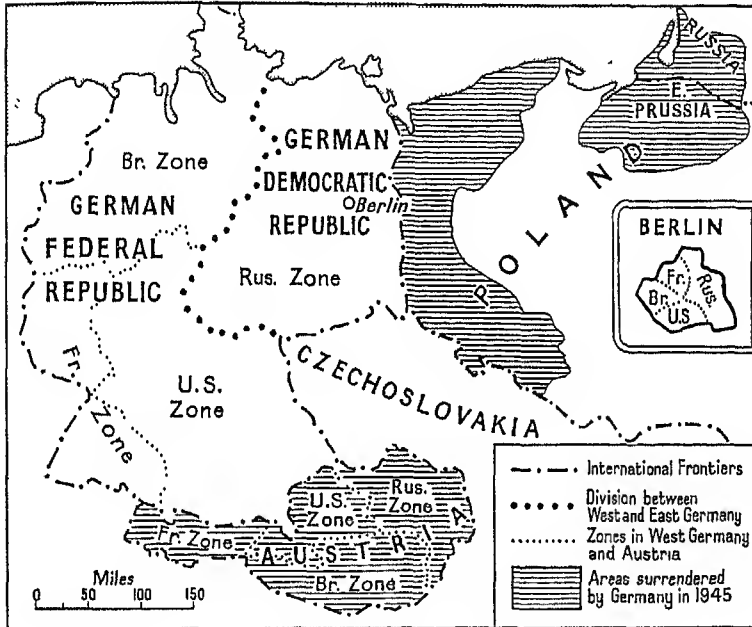 RUSSIA
E.
PRUSSIA
Br. Zone
GERMAN
FEDERAL
REPUBLIC
GERMAN
DEMOCRATIC
Berlin
REPUBLIC
Rus. Zone
POLAND
BERLIN
Fr.
Rus.
Br.
U.S
Fr. Zone
U.S.
Zone
CZECHOSLOVAKIA
U.S.
Zone
Rus.
Zone
Fr. Zone
AUSTRIA
Br. Zone
Miles
0 50 100 150
International Frontiers
Division between
West and East Germany
Zones in West Germany
and Austria
Areas surrendered
by Germany in 1945